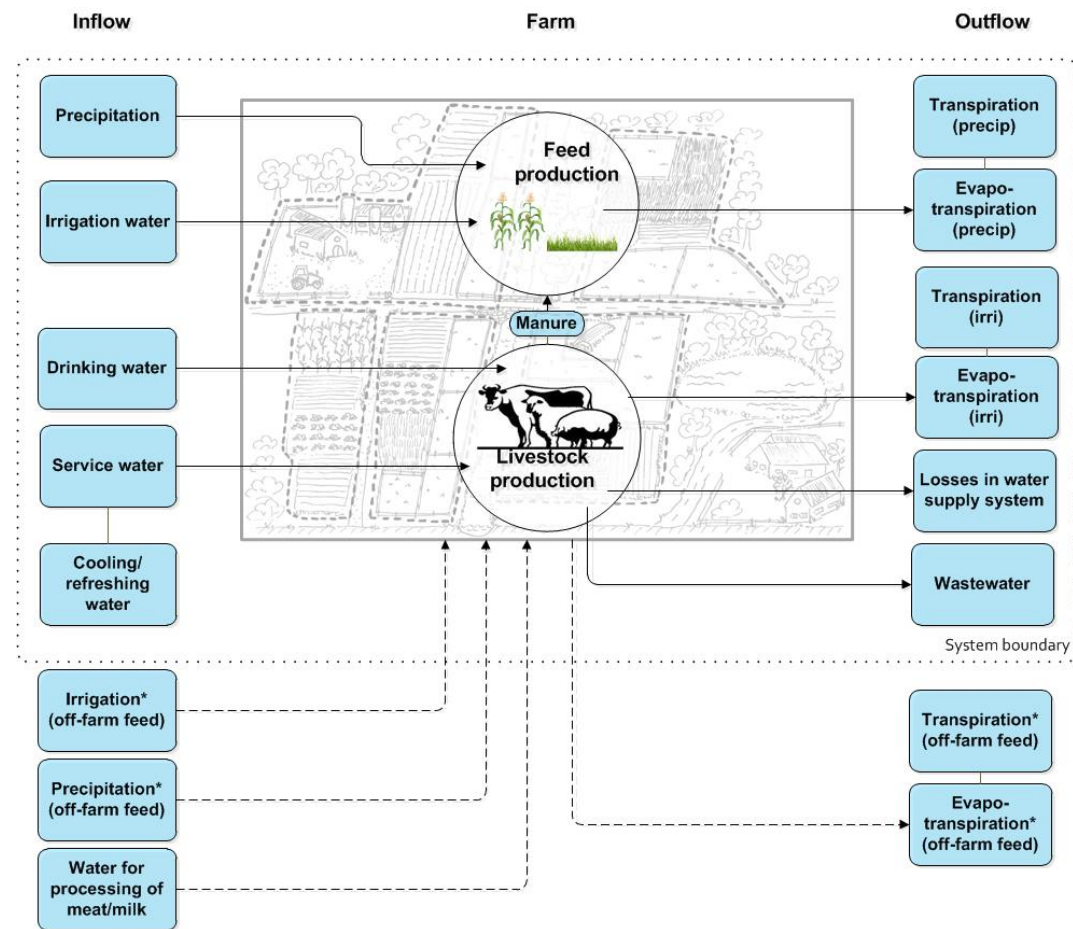 Inflow
Farm
Outflow
Precipitation
Irrigation water
Drinking water
Service water
Cooling/
refreshing
water
Feed
production
Manure
Livestock
production
Transpiration
(precip)
Evapo-
transpiration
(precip)
Transpiration
(irri)
Evapo-
transpiration
(irri)
Losses in water
supply system
Wastewater
System boundary
Irrigation*
(off-farm feed)
Precipitation*
(off-farm feed)
Water for
processing of
meat/milk
Transpiration*
(off-farm feed)
Evapo-
transpiration*
(off-farm feed)